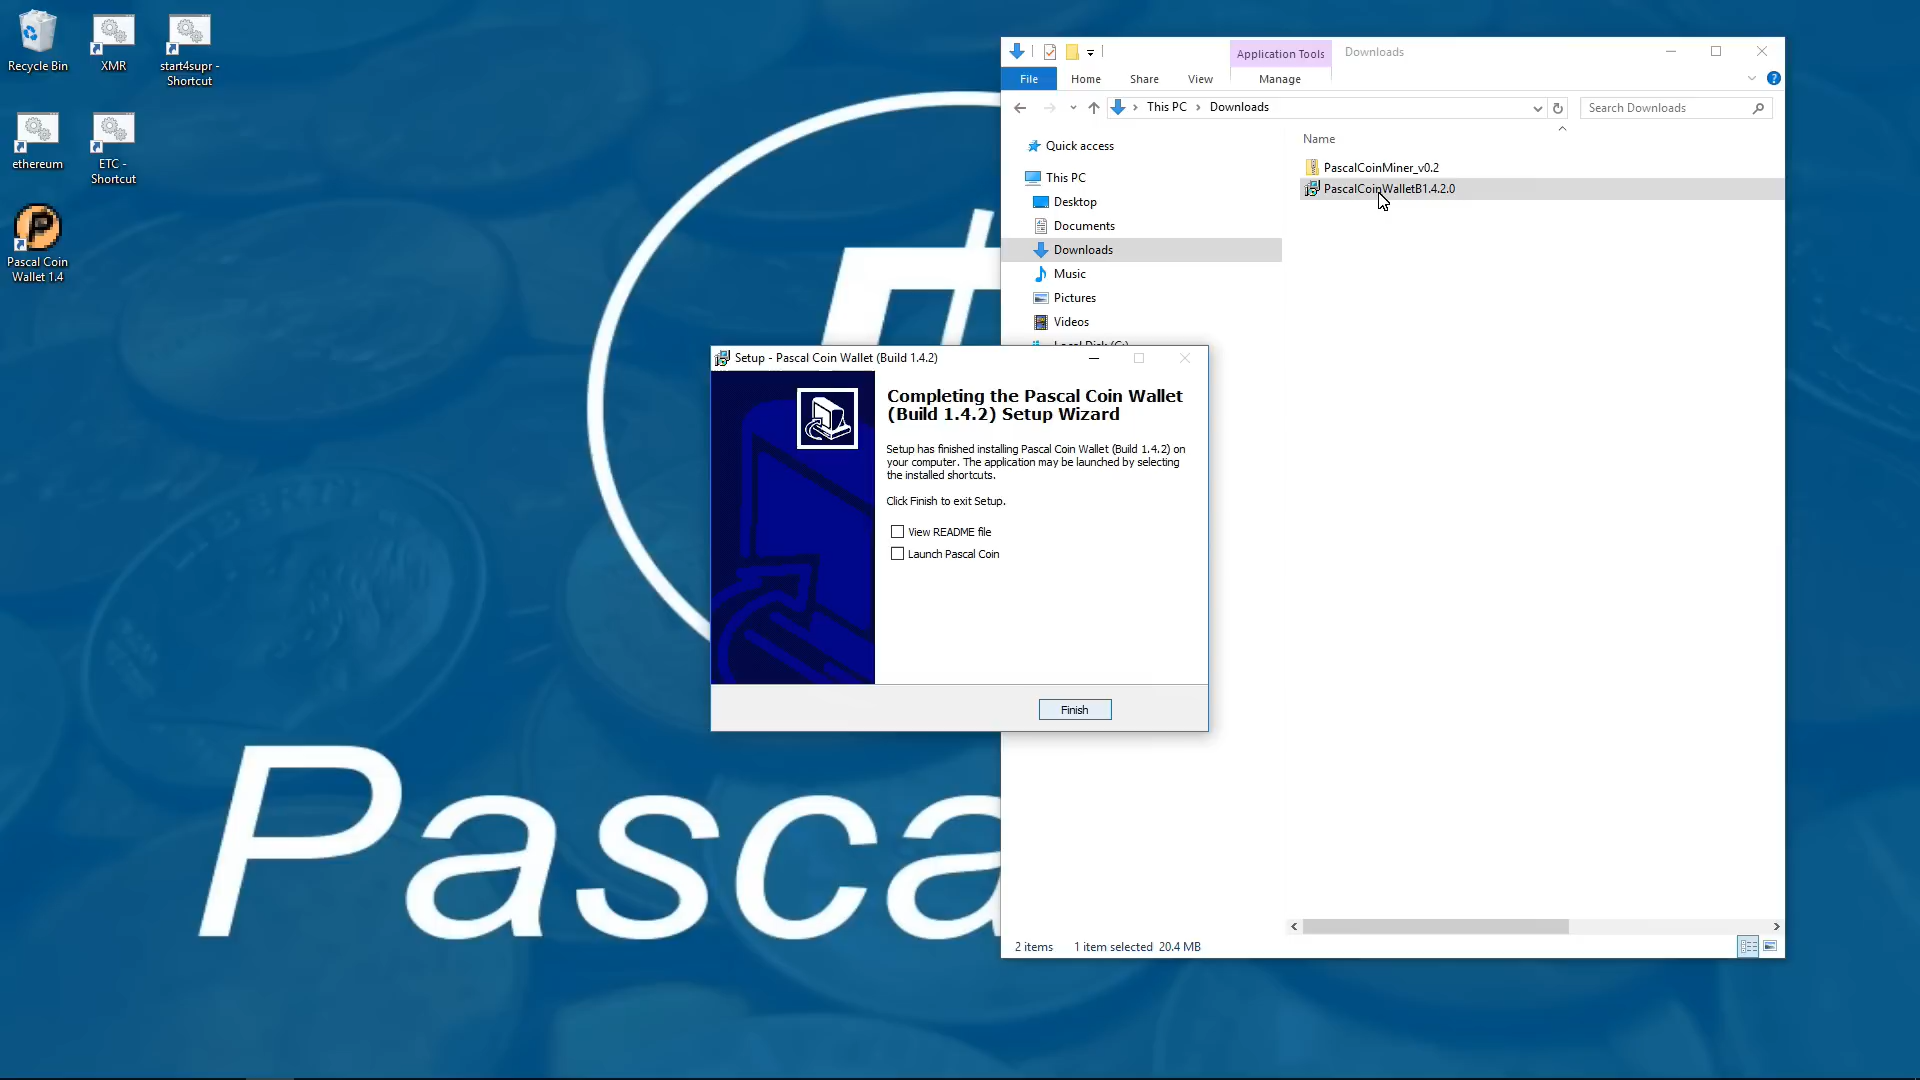 Recycle Bin
XMR
start4supr -
Shortcut
ethereum
ETC -
Shortcut
Pascal Coin
Wallet 1.4
Pasca
Application Tools
Downloads
File
Home
Share
View
Manage
This PC
Downloads
Search Downloads
Name
Quick access
This PC
Desktop
Documents
Downloads
Music
Pictures
Videos
Local Disk (C:)
PascalCoinMiner_v0.2
PascalCoinWalletB1.4.2.0
Setup - Pascal Coin Wallet (Build 1.4.2)
Completing the Pascal Coin Wallet
(Build 1.4.2) Setup Wizard
Setup has finished installing Pascal Coin Wallet (Build 1.4.2) on
your computer. The application may be launched by selecting
the installed shortcuts.
Click Finish to exit Setup.
View README file
Launch Pascal Coin
Finish
2 items
1 item selected 20.4 MB